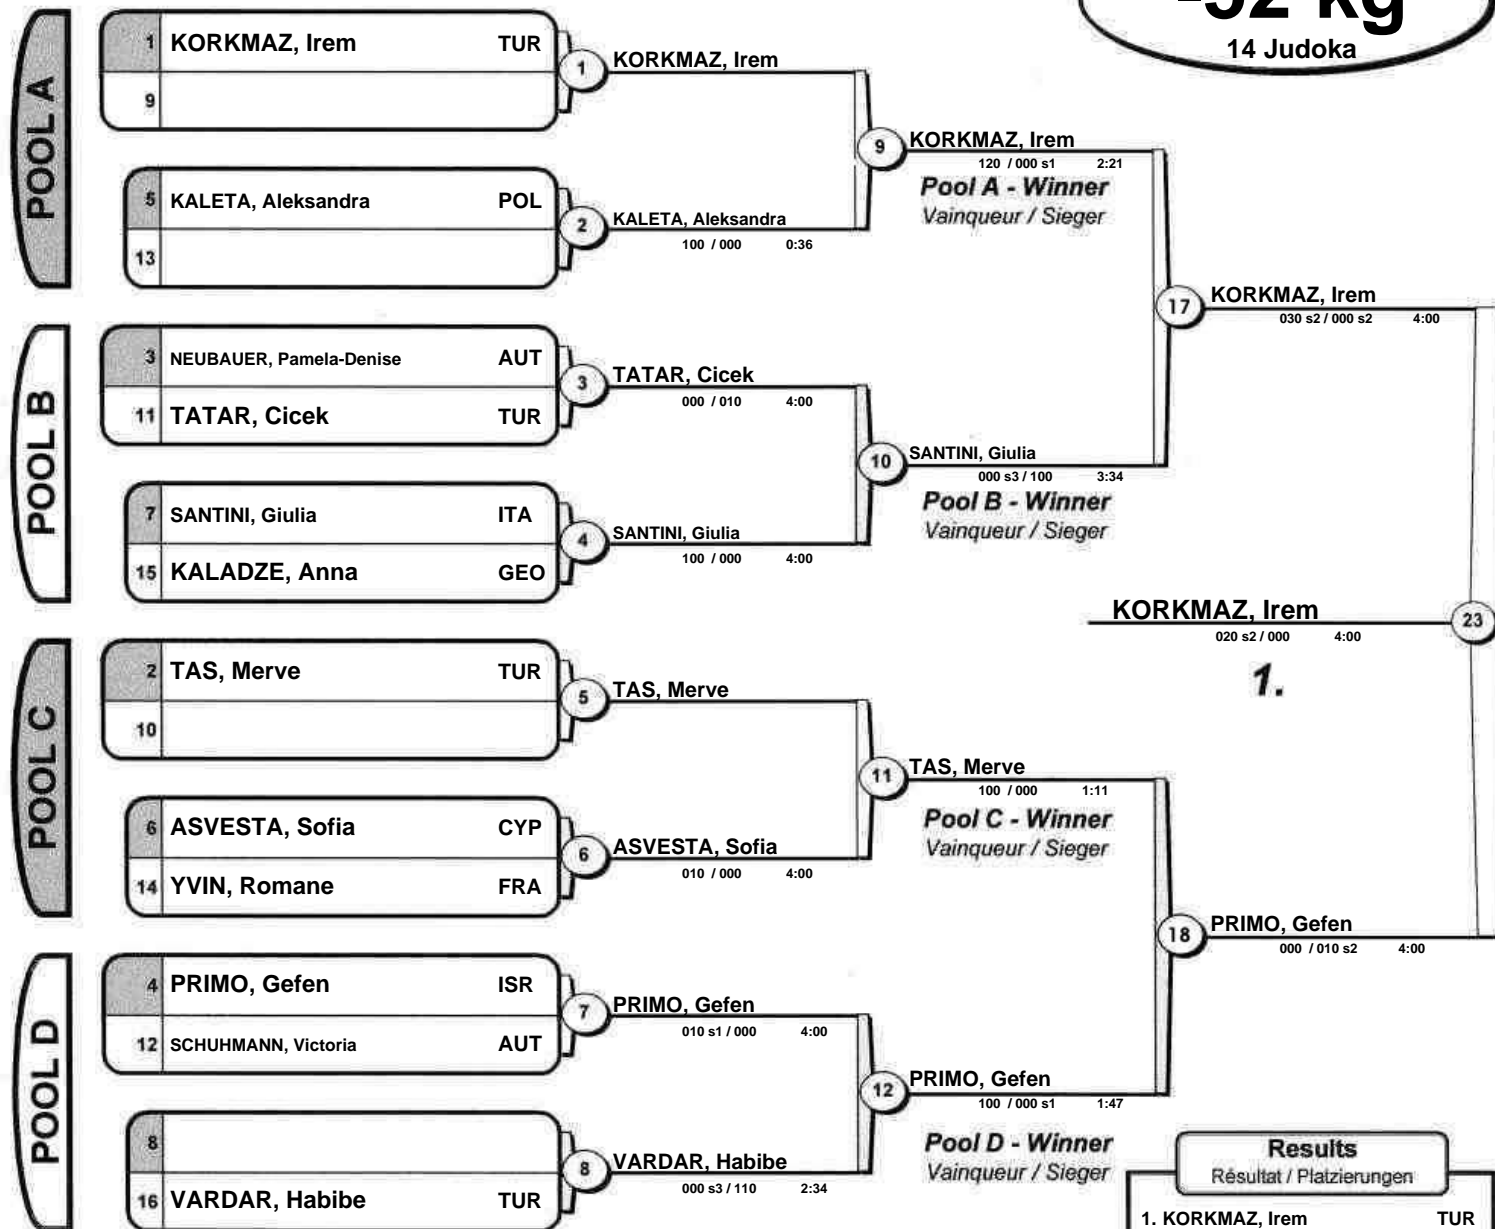 -52 kg
14 Judoka
POOL A
1 KORKMAZ, Irem TUR
9
1 KORKMAZ, Irem
5 KALETA, Aleksandra POL
13
2 KALETA, Aleksandra
100 / 000 0:36
9 KORKMAZ, Irem
120 / 000 s1 2:21
Pool A - Winner
Vainqueur / Sieger
POOL B
3 NEUBAUER, Pamela-Denise AUT
11 TATAR, Cicek TUR
3 TATAR, Cicek
000 / 010 4:00
7 SANTINI, Giulia ITA
15 KALADZE, Anna GEO
4 SANTINI, Giulia
100 / 000 4:00
10 SANTINI, Giulia
000 s3 / 100 3:34
Pool B - Winner
Vainqueur / Sieger
17 KORKMAZ, Irem
030 s2 / 000 s2 4:00
KORKMAZ, Irem 23
020 s2 / 000 4:00
1.
POOL C
2 TAS, Merve TUR
10
5 TAS, Merve
6 ASVESTA, Sofia CYP
14 YVIN, Romane FRA
6 ASVESTA, Sofia
010 / 000 4:00
11 TAS, Merve
100 / 000 1:11
Pool C - Winner
Vainqueur / Sieger
POOL D
4 PRIMO, Gefen ISR
12 SCHUHMANN, Victoria AUT
7 PRIMO, Gefen
010 s1 / 000 4:00
8
16 VARDAR, Habibe TUR
8 VARDAR, Habibe
000 s3 / 110 2:34
12 PRIMO, Gefen
100 / 000 s1 1:47
Pool D - Winner
Vainqueur / Sieger
18 PRIMO, Gefen
000 / 010 s2 4:00
Results
Résultat / Platzierungen
1. KORKMAZ, Irem TUR